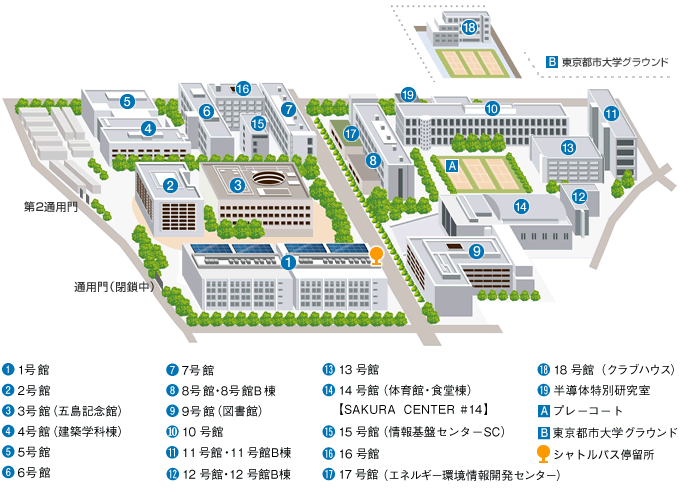 18
B 東京都市大学グラウンド
16
19
5
6
7
10
11
15
17
4
8
13
A
2
3
12
14
第2通用門
9
1
通用門(閉鎖中)
1 1号館
2 2号館
3 3号館(五島記念館)
4 4号館(建築学科棟)
5 5号館
6 6号館
7 7号館
8 8号館・8号館B棟
9 9号館(図書館)
10 10 号館
11 11号館・11号館B棟
12 12号館・12号館B棟
13 13 号館
14 14 号館(体育館・食堂棟)
【SAKURA CENTER #14】
15 15号館(情報基盤センターSC)
16 16 号館
17 17 号館(エネルギー環境情報開発センター)
18 18 号館(クラブハウス)
19 半導体特別研究室
A プレーコート
B 東京都市大学グラウンド
シャトルバス停留所